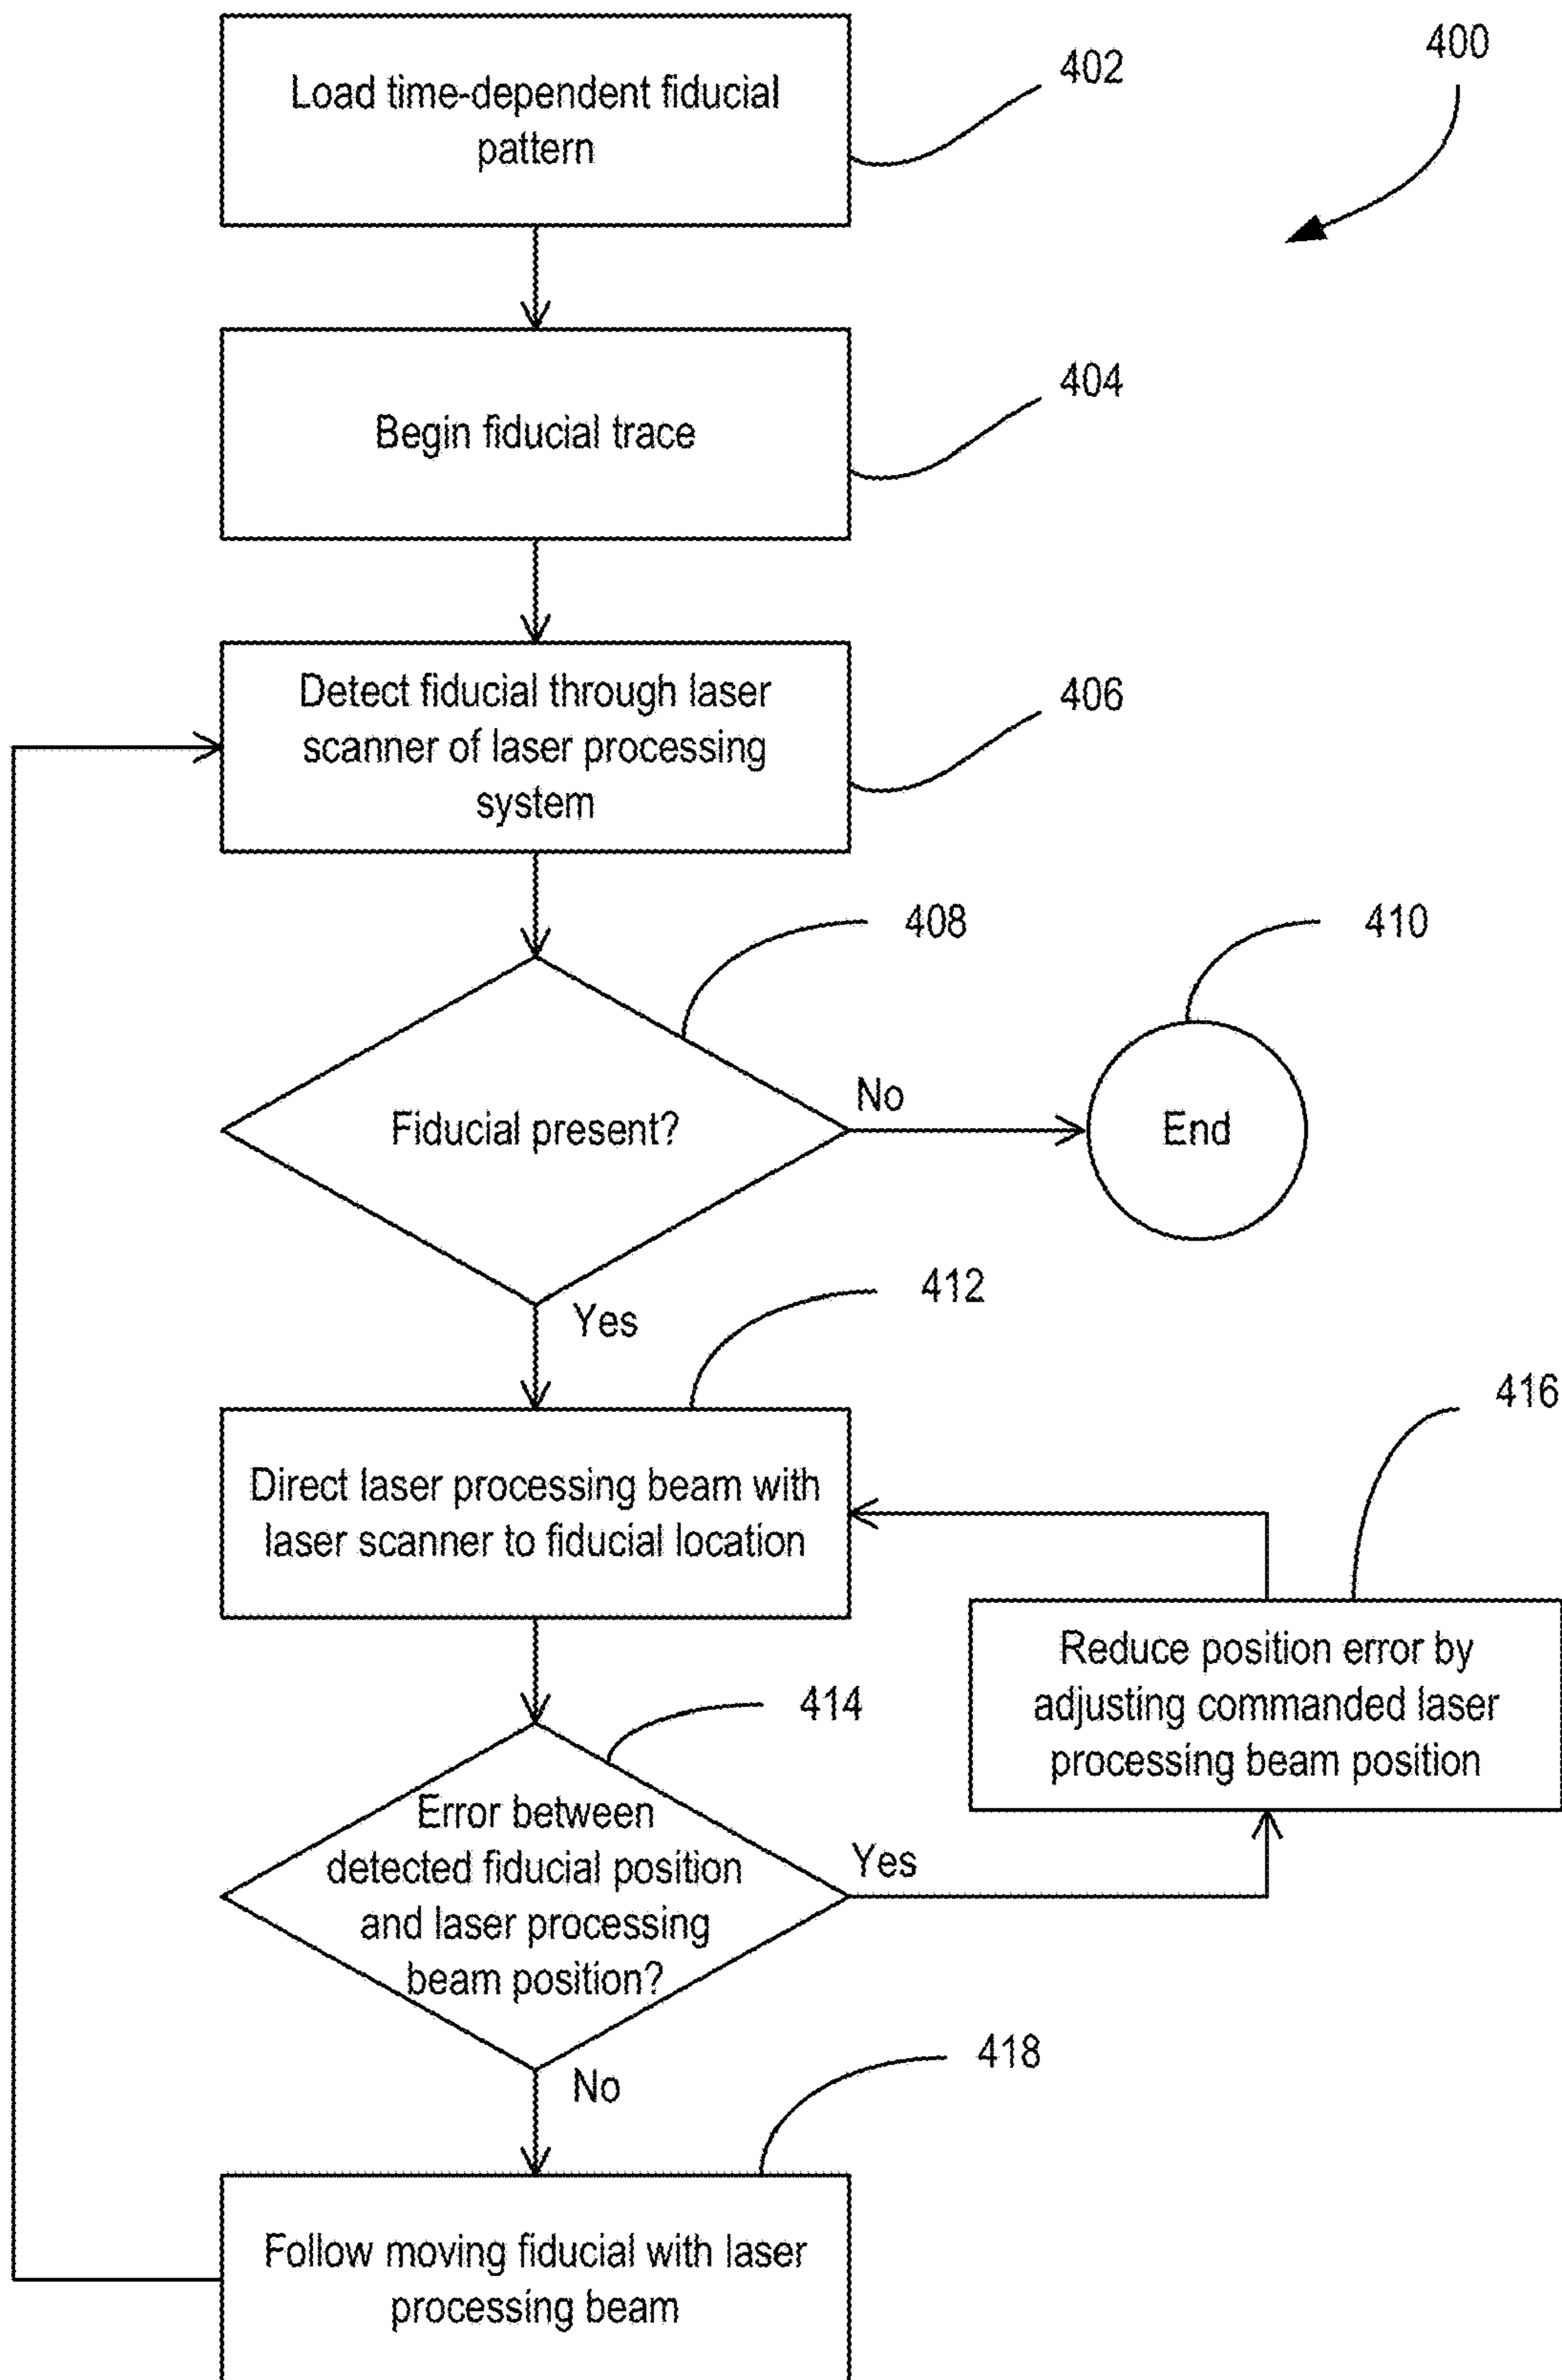 400
Load time-dependent fiducial
pattern
402
Begin fiducial trace
404
Detect fiducial through laser
scanner of laser processing
system
406
408
Fiducial present?
No
410
End
Yes
412
Direct laser processing beam with
laser scanner to fiducial location
416
Reduce position error by
adjusting commanded laser
processing beam position
414
Error between
detected fiducial position
and laser processing
beam position?
Yes
No
418
Follow moving fiducial with laser
processing beam